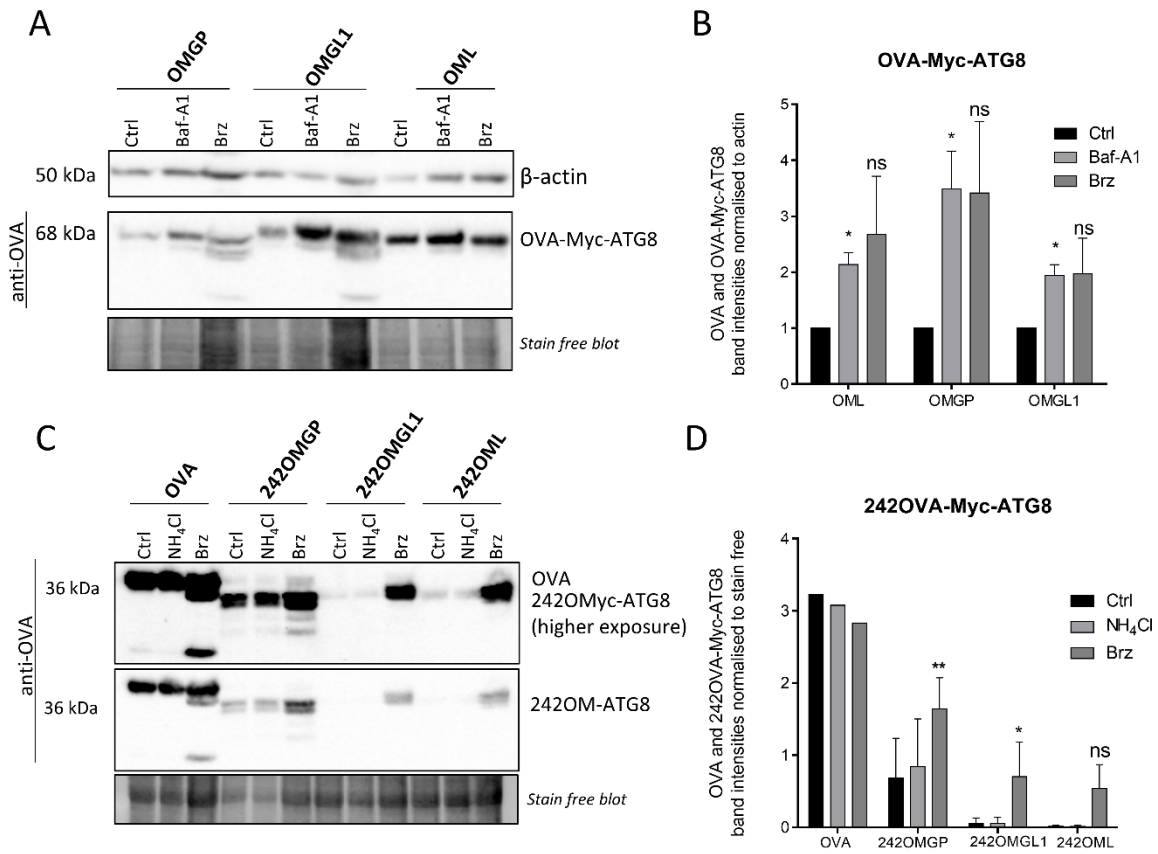 A
OMGP
OMGL1
OML
Ctrl
Baf-A1
Brz
Ctrl
Baf-A1
Brz
Ctrl
Baf-A1
Brz
50 kDa
β-actin
anti-OVA
68 kDa
OVA-Myc-ATG8
Stain free blot
B
OVA-Myc-ATG8
OVA and OVA-Myc-ATG8
band intensities normalised to actin
5
4
3
2
1
0
*
ns
*
ns
*
ns
Ctrl
Baf-A1
Brz
OML
OMGP
OMGL1
C
OVA
242OMGP
242OMGL1
242OML
Ctrl
NH₄Cl
Brz
Ctrl
NH₄Cl
Brz
Ctrl
NH₄Cl
Brz
Ctrl
NH₄Cl
Brz
anti-OVA
36 kDa
OVA
242OMyc-ATG8
(higher exposure)
36 kDa
242OM-ATG8
Stain free blot
D
242OVA-Myc-ATG8
OVA and 242OVA-Myc-ATG8
band intensities normalised to stain free
4
3
2
1
0
**
*
ns
Ctrl
NH₄Cl
Brz
OVA
242OMGP
242OMGL1
242OML